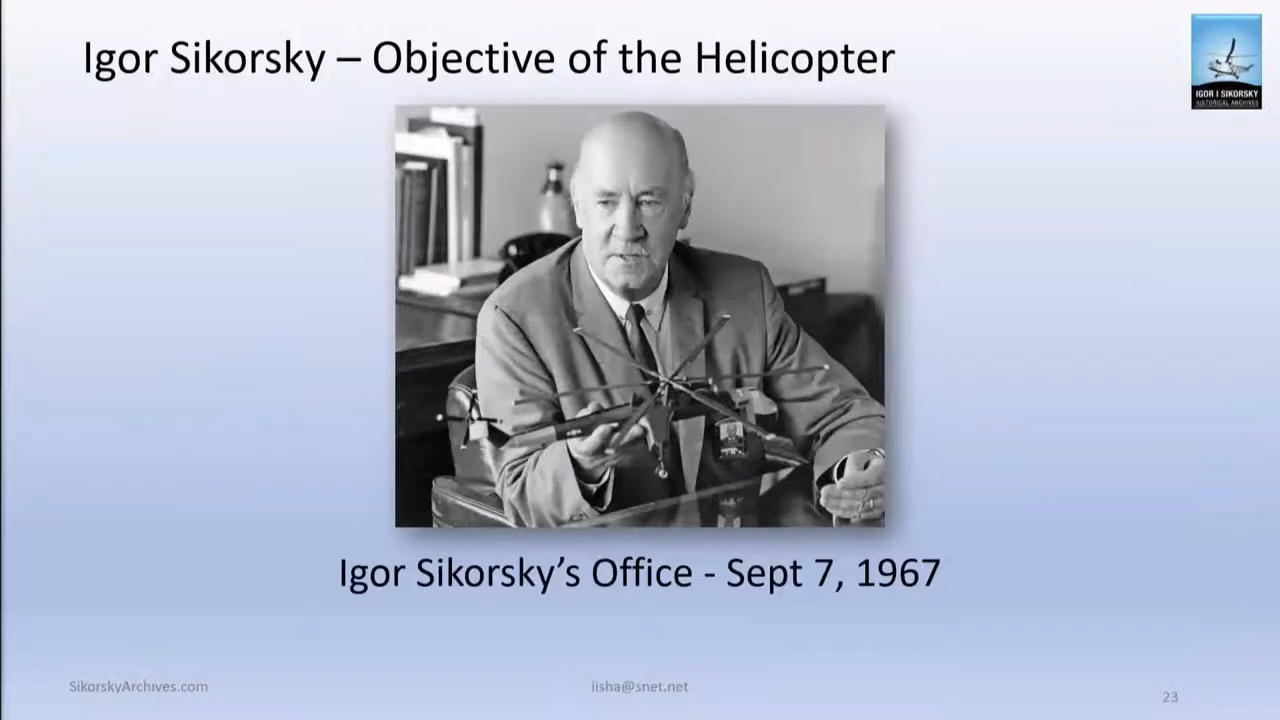 Igor Sikorsky – Objective of the Helicopter
IGOR I SIKORSKY
HISTORICAL ARCHIVES
Igor Sikorsky’s Office - Sept 7, 1967
SikorskyArchives.com
iisha@snet.net
23